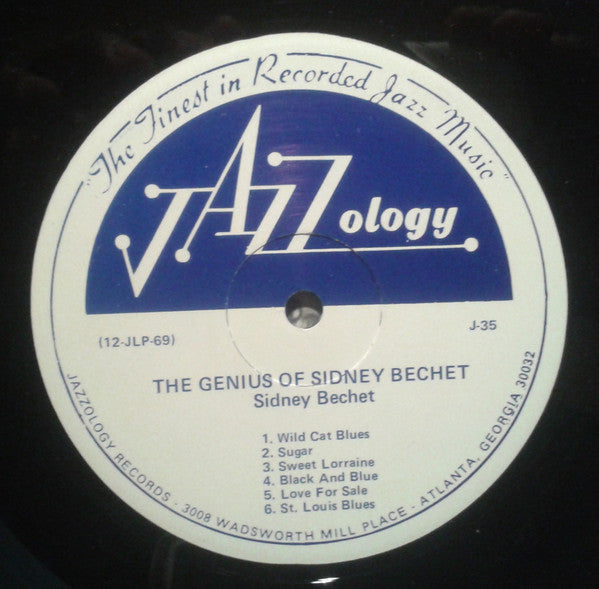 "The Finest in Recorded Jazz Music"
JAZZology
(12-JLP-69)
J-35
THE GENIUS OF SIDNEY BECHET
Sidney Bechet
1. Wild Cat Blues
2. Sugar
3. Sweet Lorraine
4. Black And Blue
5. Love For Sale
6. St. Louis Blues
JAZZOLOGY RECORDS - 3008 WADSWORTH MILL PLACE - ATLANTA, GEORGIA 30032